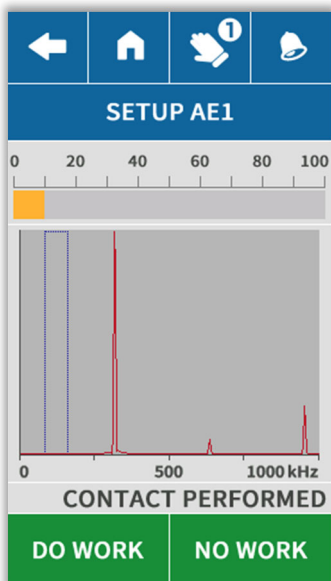 1
SETUP AE1
0 20 40 60 80 100
0 500 1000 kHz
CONTACT PERFORMED
DO WORK NO WORK